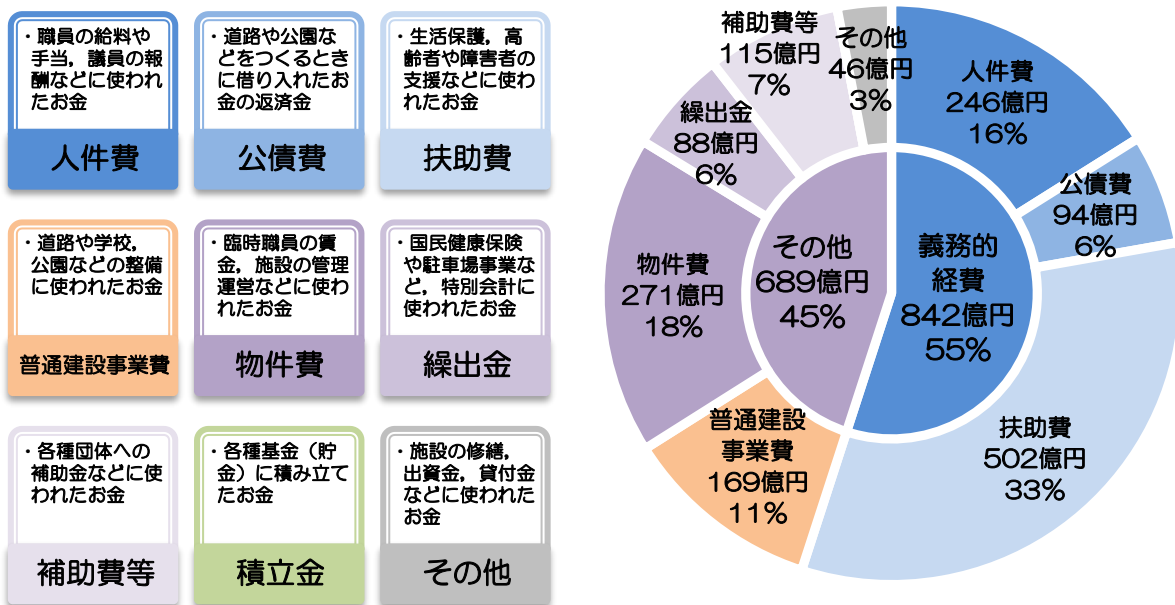 ・職員の給料や
手当，議員の報
酬などに使われ
たお金
人件費
・道路や公園な
どをつくるとき
に借り入れたお
金の返済金
公債費
・生活保護，高
齢者や障害者の
支援などに使わ
れたお金
扶助費
・道路や学校，
公園などの整備
に使われたお金
普通建設事業費
・臨時職員の賃
金，施設の管理
運営などに使わ
れたお金
物件費
・国民健康保険
や駐車場事業な
ど，特別会計に
使われたお金
繰出金
・各種団体への
補助金などに使
われたお金
補助費等
・各種基金（貯
金）に積み立て
たお金
積立金
・施設の修繕，
出資金，貸付金
などに使われた
お金
その他
人件費
246億円
16%
公債費
94億円
6%
扶助費
502億円
33%
普通建設
事業費
169億円
11%
物件費
271億円
18%
繰出金
88億円
6%
補助費等
115億円
7%
その他
46億円
3%
その他
689億円
45%
義務的
経費
842億円
55%